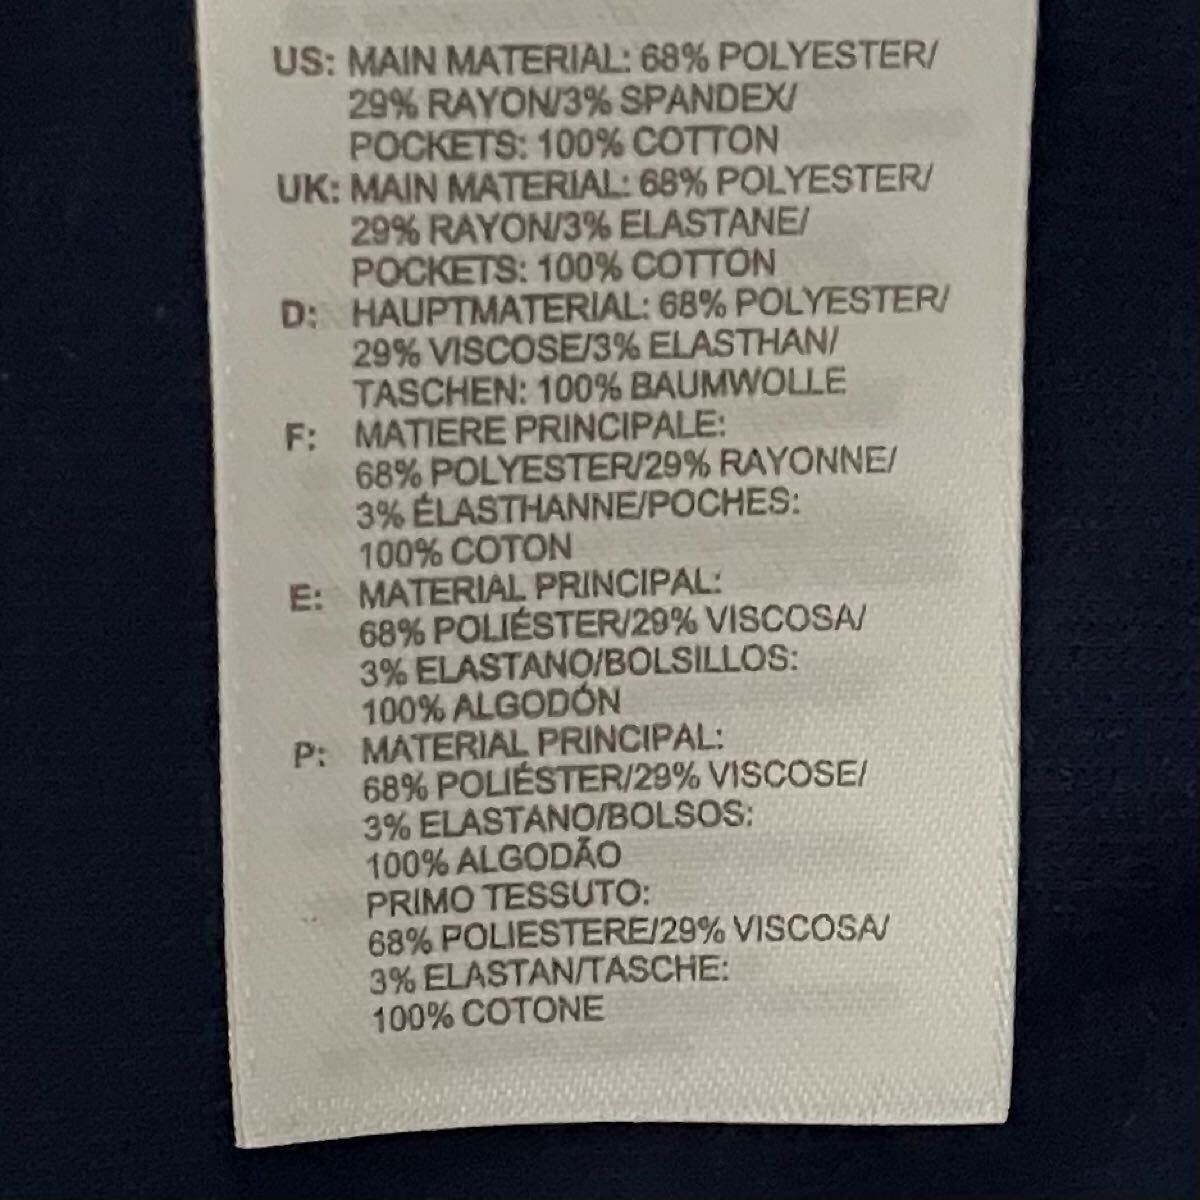 US: MAIN MATERIAL: 68% POLYESTER/
29% RAYON/3% SPANDEX/
POCKETS: 100% COTTON
UK: MAIN MATERIAL: 68% POLYESTER/
29% RAYON/3% ELASTANE/
POCKETS: 100% COTTON
D: HAUPTMATERIAL: 68% POLYESTER/
29% VISCOSE/3% ELASTHAN/
TASCHEN: 100% BAUMWOLLE
F: MATIERE PRINCIPALE:
68% POLYESTER/29% RAYONNE/
3% ÉLASTHANNE/POCHES:
100% COTON
E: MATERIAL PRINCIPAL:
68% POLIÉSTER/29% VISCOSA/
3% ELASTANO/BOLSILLOS:
100% ALGODÓN
P: MATERIAL PRINCIPAL:
68% POLIÉSTER/29% VISCOSE/
3% ELASTANO/BOLSOS:
100% ALGODÃO
PRIMO TESSUTO:
68% POLIESTERE/29% VISCOSA/
3% ELASTAN/TASCHE:
100% COTONE